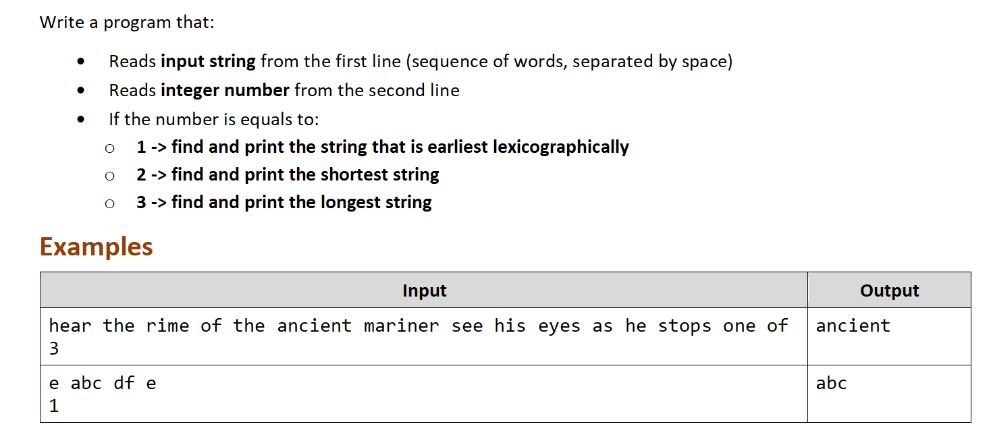 Write a program that:
• Reads input string from the first line (sequence of words, separated by space)
• Reads integer number from the second line
• If the number is equals to:
o 1 -> find and print the string that is earliest lexicographically
o 2 -> find and print the shortest string
o 3 -> find and print the longest string
Examples
Input Output
hear the rime of the ancient mariner see his eyes as he stops one of ancient
3
e abc df e abc
1